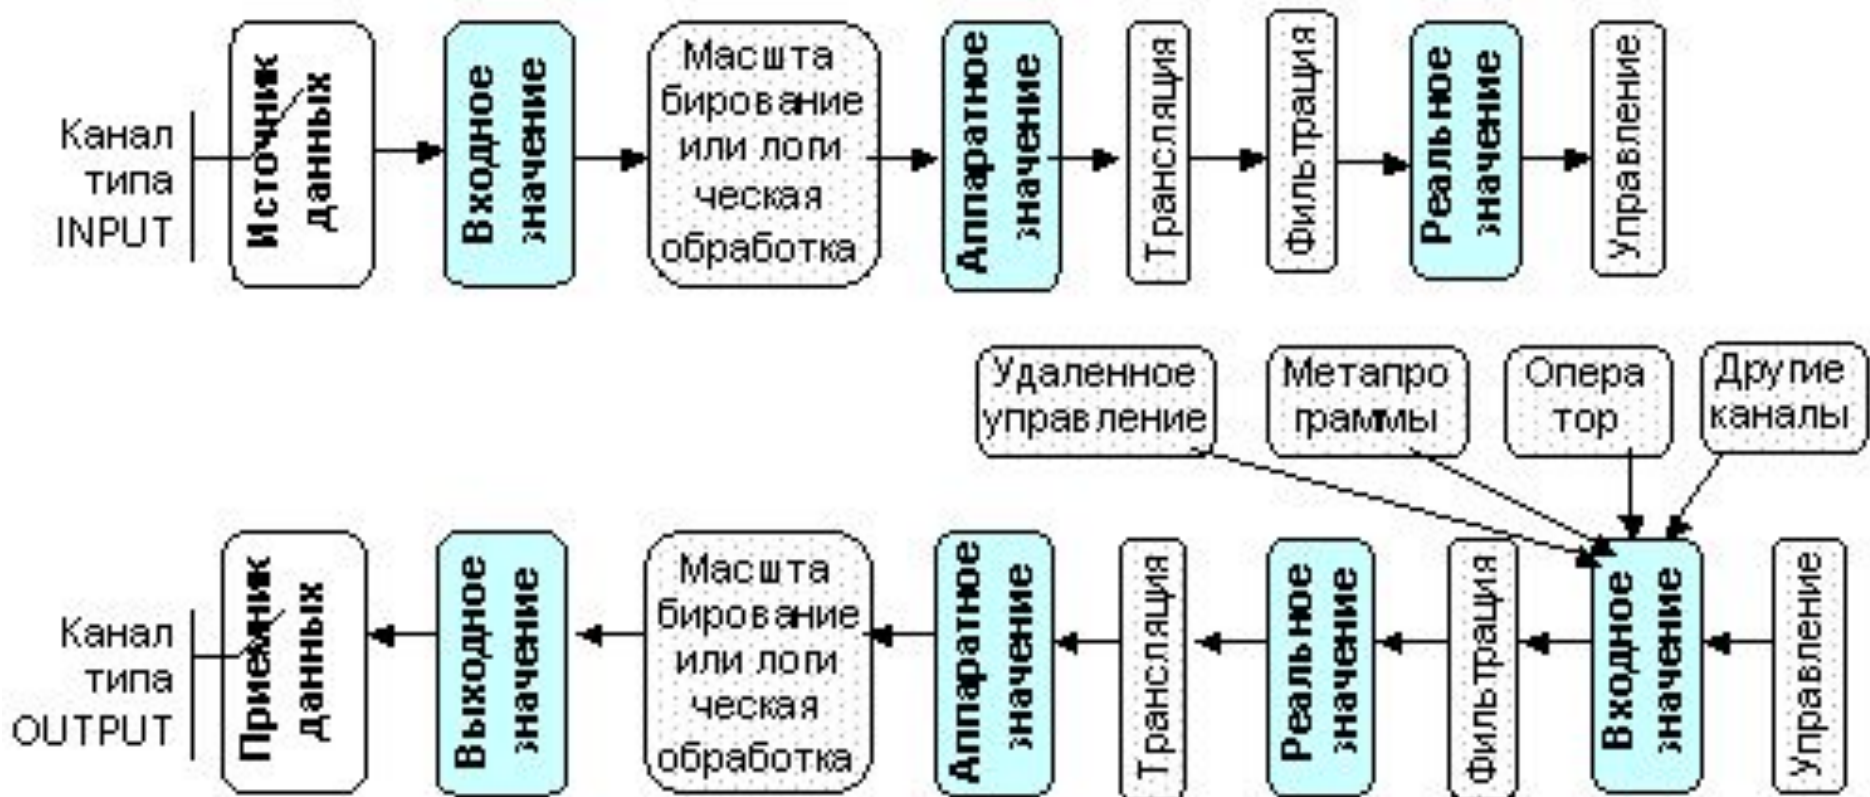 Канал
типа
INPUT
Источник
данных
Входное
значение
Масшта
бирование
или логи
ческая
обработка
Аппаратное
значение
Трансляция
Фильтрация
Реальное
значение
Управление
Удаленное
управление
Метапро
граммы
Опера
тор
Другие
каналы
Канал
типа
OUTPUT
Приемник
данных
Выходное
значение
Масшта
бирование
или логи
ческая
обработка
Аппаратное
значение
Трансляция
Реальное
значение
Фильтрация
Входное
значение
Управление